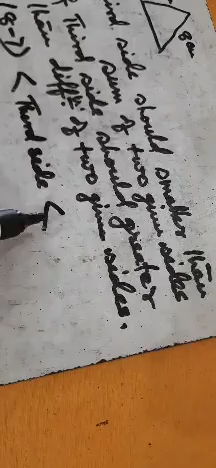 8cm
ird side should smaller than
sum of two given sides
Third side should greater
than diff. of two given sides.
(8-7) < Third side <